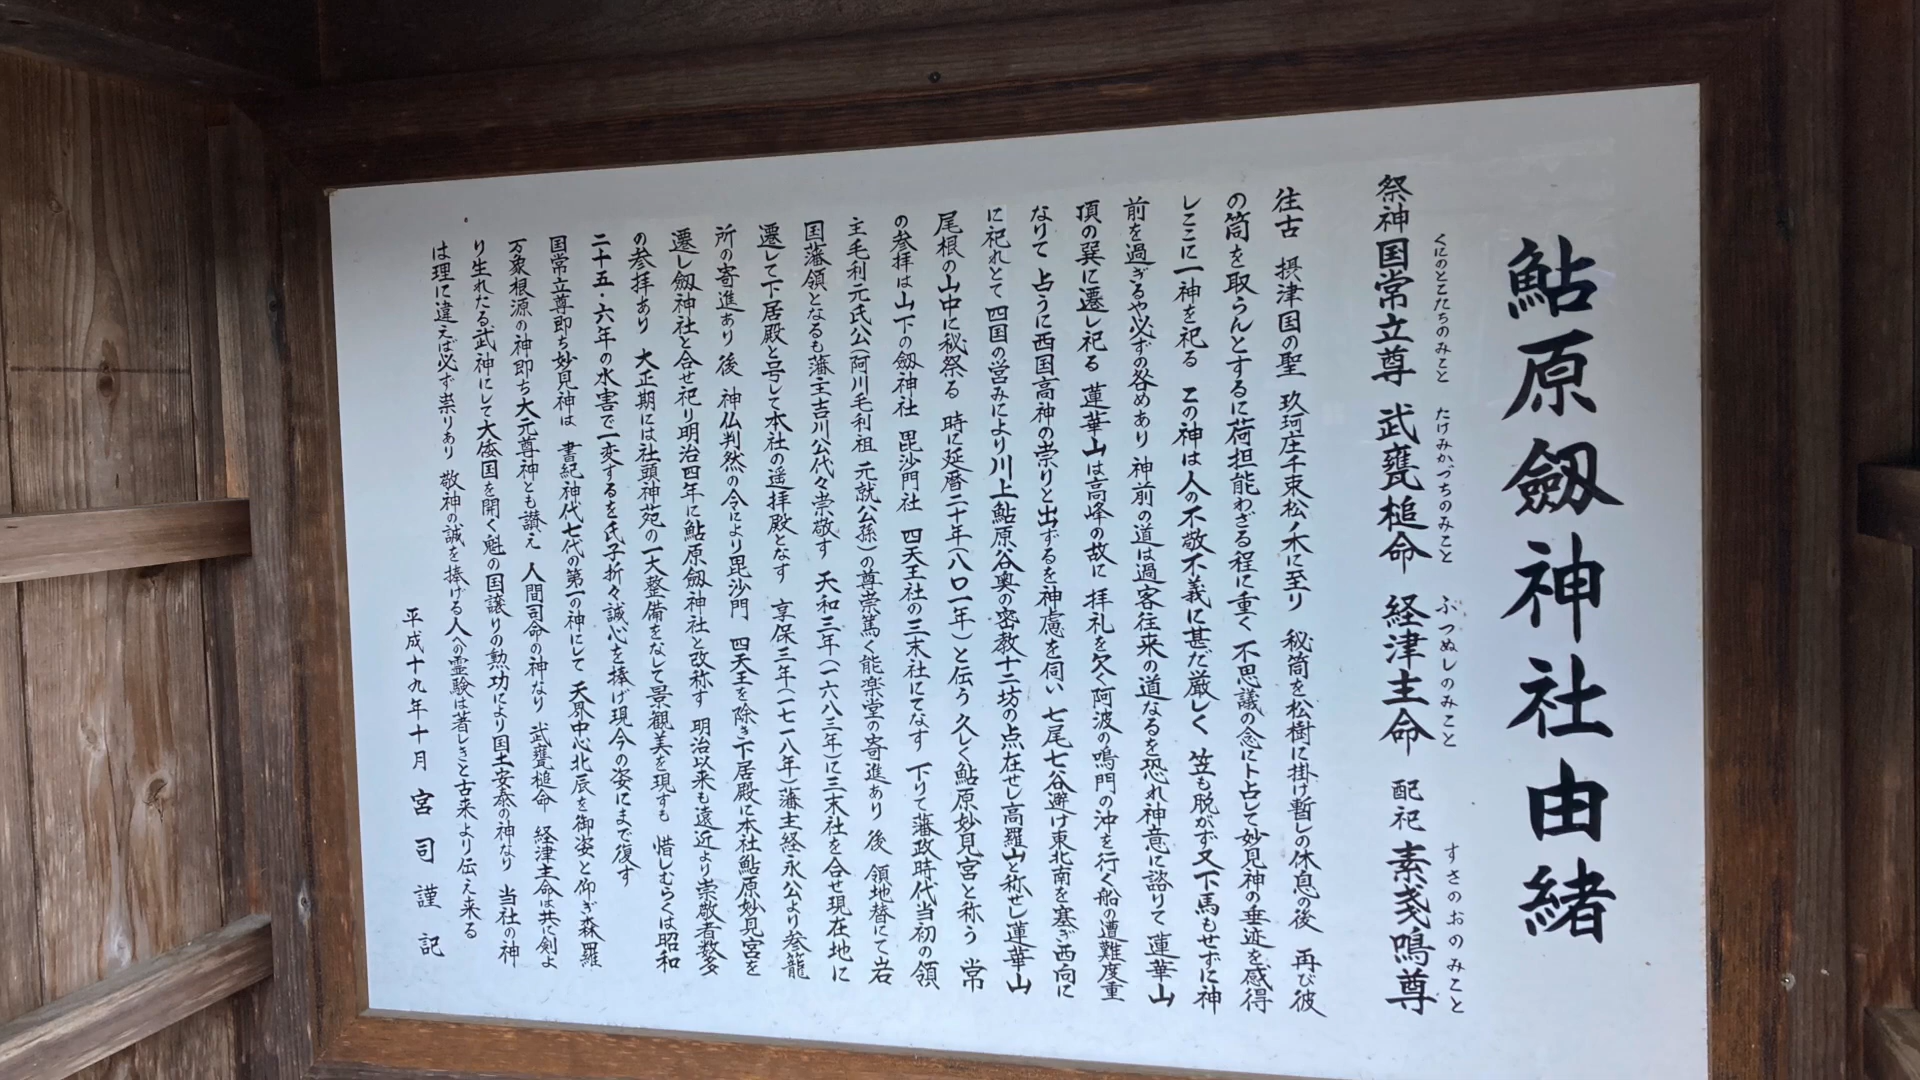 鮎原劔神社由緒
祭神国常立尊 武甕槌命 経津主命 配祀 素戔嗚尊
くにのとこたちのみこと たけみかづちのみこと ふつぬしのみこと すさのおのみこと
往古 摂津国の聖 玖珂庄千束松ノ木に至り 秘筒を松樹に掛け暫しの休息の後 再び彼
の筒を取らんとするに荷担能わざる程に重く 不思議の念にト占して妙見神の垂迹を感得
しここに一神を祀る この神は人の不敬不義に甚だ厳しく 笠も脱がず又下馬もせずに神
前を過ぎるや必ずの咎めあり 神前の道は過客往来の道なるを恐れ神意に諮りて 蓮華山
頂の巽に遷し祀る 蓮華山は高峰の故に 拝礼を欠く阿波の鳴門の沖を行く船の遭難度重
なりて 占うに西国高神の崇りと出ずるを神慮を伺い 七尾七谷避け東北南を塞ぎ西向に
に祀れとて 四国の営みにより川上鮎原谷奥の密教十二坊の点在せし高羅山と称せし蓮華山
尾根の山中に秘祭る 時に延暦二十年(八〇一年)と伝う 久しく鮎原妙見宮と称う 常
の参拝は山下の劔神社 毘沙門社 四天王社の三末社にてなす 下りて藩政時代当初の領
主毛利元氏公(阿川毛利祖 元就公孫)の尊崇篤く能楽堂の寄進あり 後 領地替にて岩
国藩領となるも藩主吉川公代々崇敬す 天和三年(一六八三年)に三末社を合せ現在地に
遷して下居殿と号して本社の遥拝殿となす 享保三年(一七一八年)藩主経永公より参籠
所の寄進あり 後 神仏判然の令により毘沙門 四天王を除き下居殿に本社鮎原妙見宮を
遷し劔神社と合せ祀り明治四年に鮎原劔神社と改称す 明治以来も遠近より崇敬者数多
の参拝あり 大正期には社頭神苑の一大整備をなして景観美を現すも 惜しむらくは昭和
二十五・六年の水害で一変するを氏子折々誠心を捧げ現今の姿にまで復す
国常立尊即ち妙見神は 書紀神代七代の第一の神にして 天界中心北辰を御姿と仰ぎ森羅
万象根源の神即ち大元尊神とも讃え 人間司命の神なり 武甕槌命 経津主命は共に剣よ
り生れたる武神にして大倭国を開く魁の国譲りの勲功により国土安泰の神なり 当社の神
は理に違えば必ず崇りあり 敬神の誠を捧げる人への霊験は著しきと古来より伝え来る
平成十九年十月 宮司 謹記